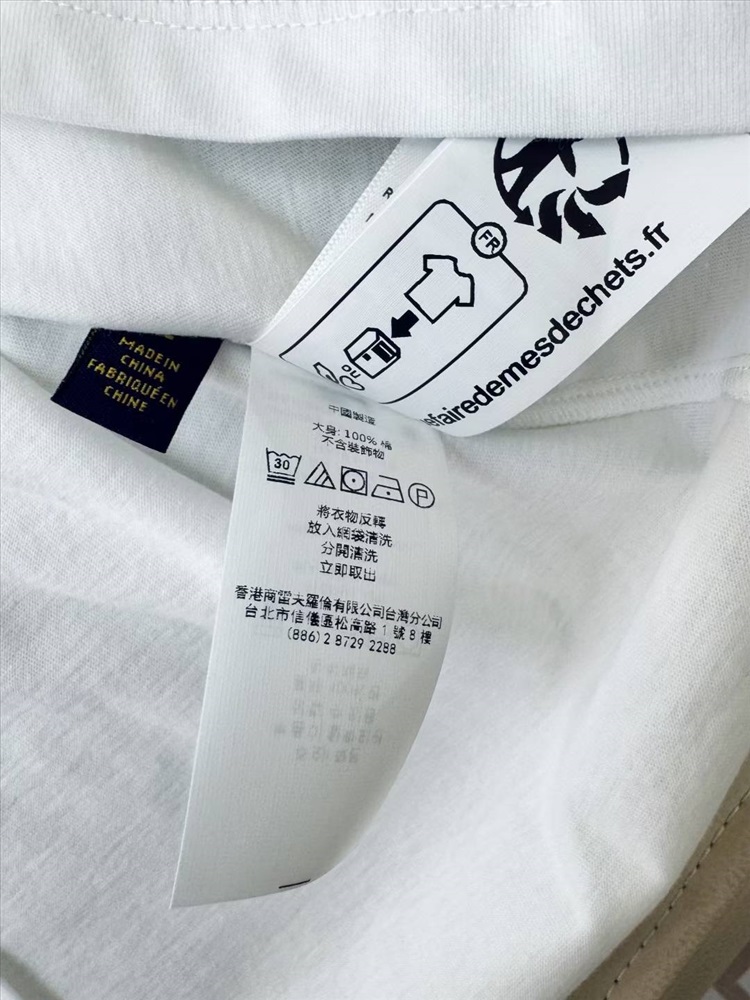 R
FR
OU
efairedemesdechets.fr
MADE IN
CHINA
FABRIQUÉ EN
CHINE
中國製造
大身: 100% 棉
不含裝飾物
30
P
將衣物反轉
放入網袋清洗
分開清洗
立即取出
香港商雷夫羅倫有限公司台灣分公司
台北市信儀區松高路 1 號 8 樓
(886) 2 8729 2288